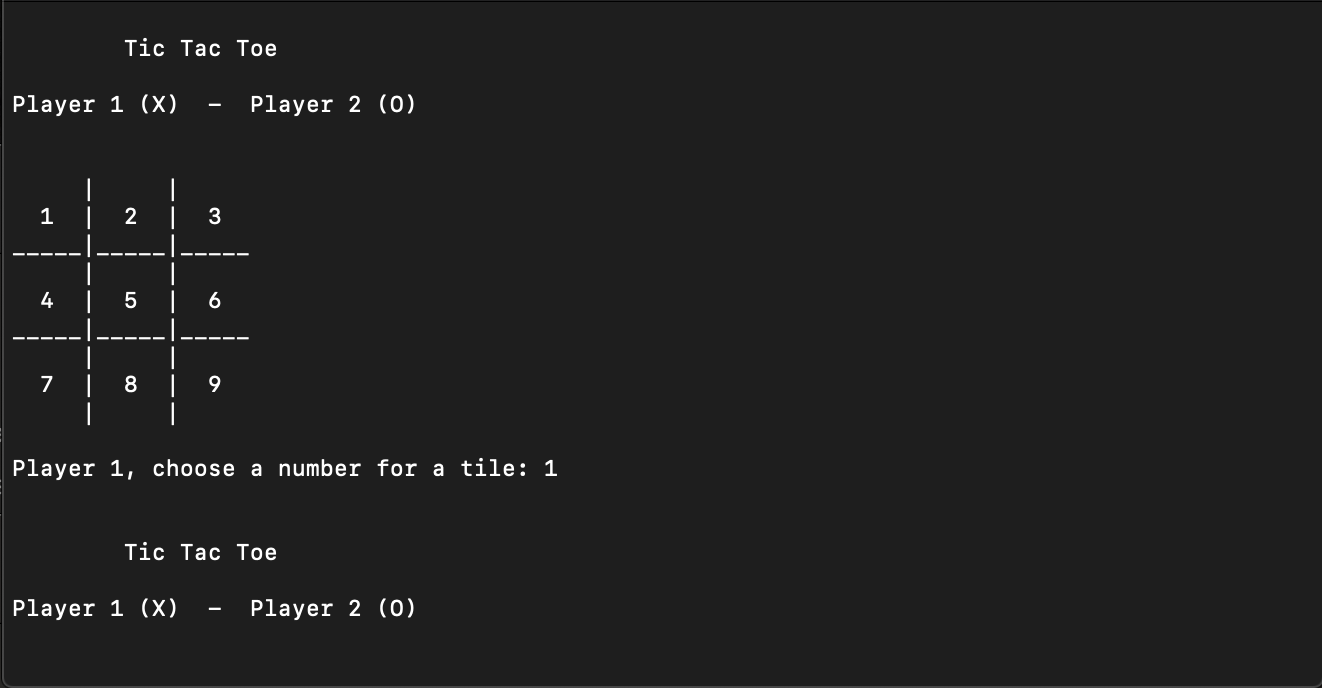 Tic Tac Toe

Player 1 (X)  –  Player 2 (O)


     |     |
  1  |  2  |  3
_____|_____|_____
     |     |
  4  |  5  |  6
_____|_____|_____
     |     |
  7  |  8  |  9
     |     |

Player 1, choose a number for a tile: 1


        Tic Tac Toe

Player 1 (X)  –  Player 2 (O)